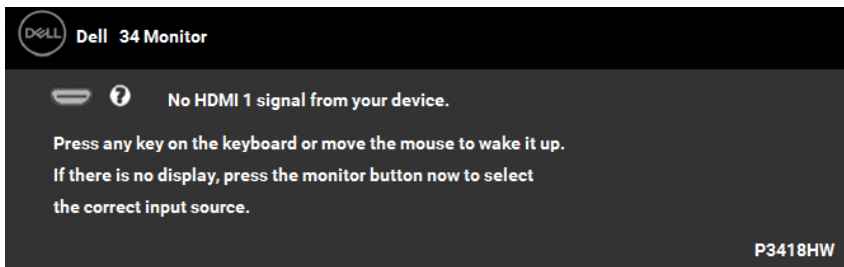 DELL Dell 34 Monitor
? No HDMI 1 signal from your device.
Press any key on the keyboard or move the mouse to wake it up.
If there is no display, press the monitor button now to select
the correct input source.
P3418HW